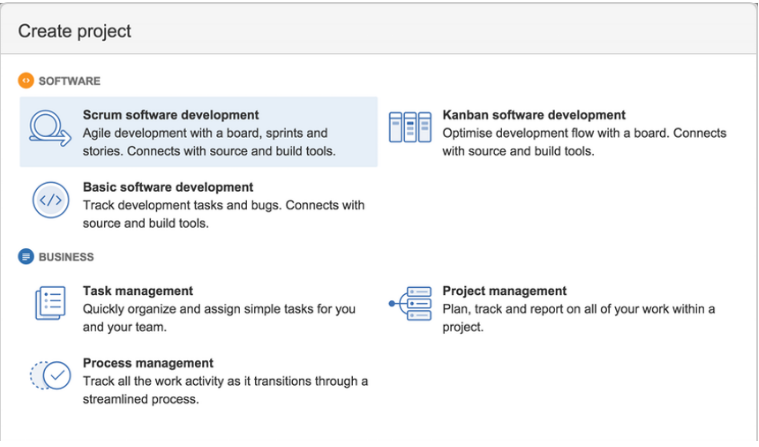 Create project
SOFTWARE
Scrum software development
Agile development with a board, sprints and
stories. Connects with source and build tools.
Kanban software development
Optimise development flow with a board. Connects
with source and build tools.
Basic software development
Track development tasks and bugs. Connects with
source and build tools.
BUSINESS
Task management
Quickly organize and assign simple tasks for you
and your team.
Project management
Plan, track and report on all of your work within a
project.
Process management
Track all the work activity as it transitions through a
streamlined process.